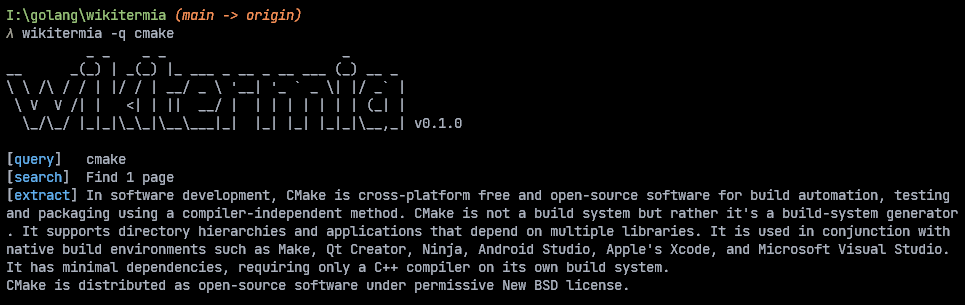 I:\golang\wikitermia (main -> origin)
λ wikitermia -q cmake
wikitermia v0.1.0
[query]   cmake
[search]  Find 1 page
[extract] In software development, CMake is cross-platform free and open-source software for build automation, testing
and packaging using a compiler-independent method. CMake is not a build system but rather it's a build-system generator
. It supports directory hierarchies and applications that depend on multiple libraries. It is used in conjunction with
native build environments such as Make, Qt Creator, Ninja, Android Studio, Apple's Xcode, and Microsoft Visual Studio.
It has minimal dependencies, requiring only a C++ compiler on its own build system.
CMake is distributed as open-source software under permissive New BSD license.